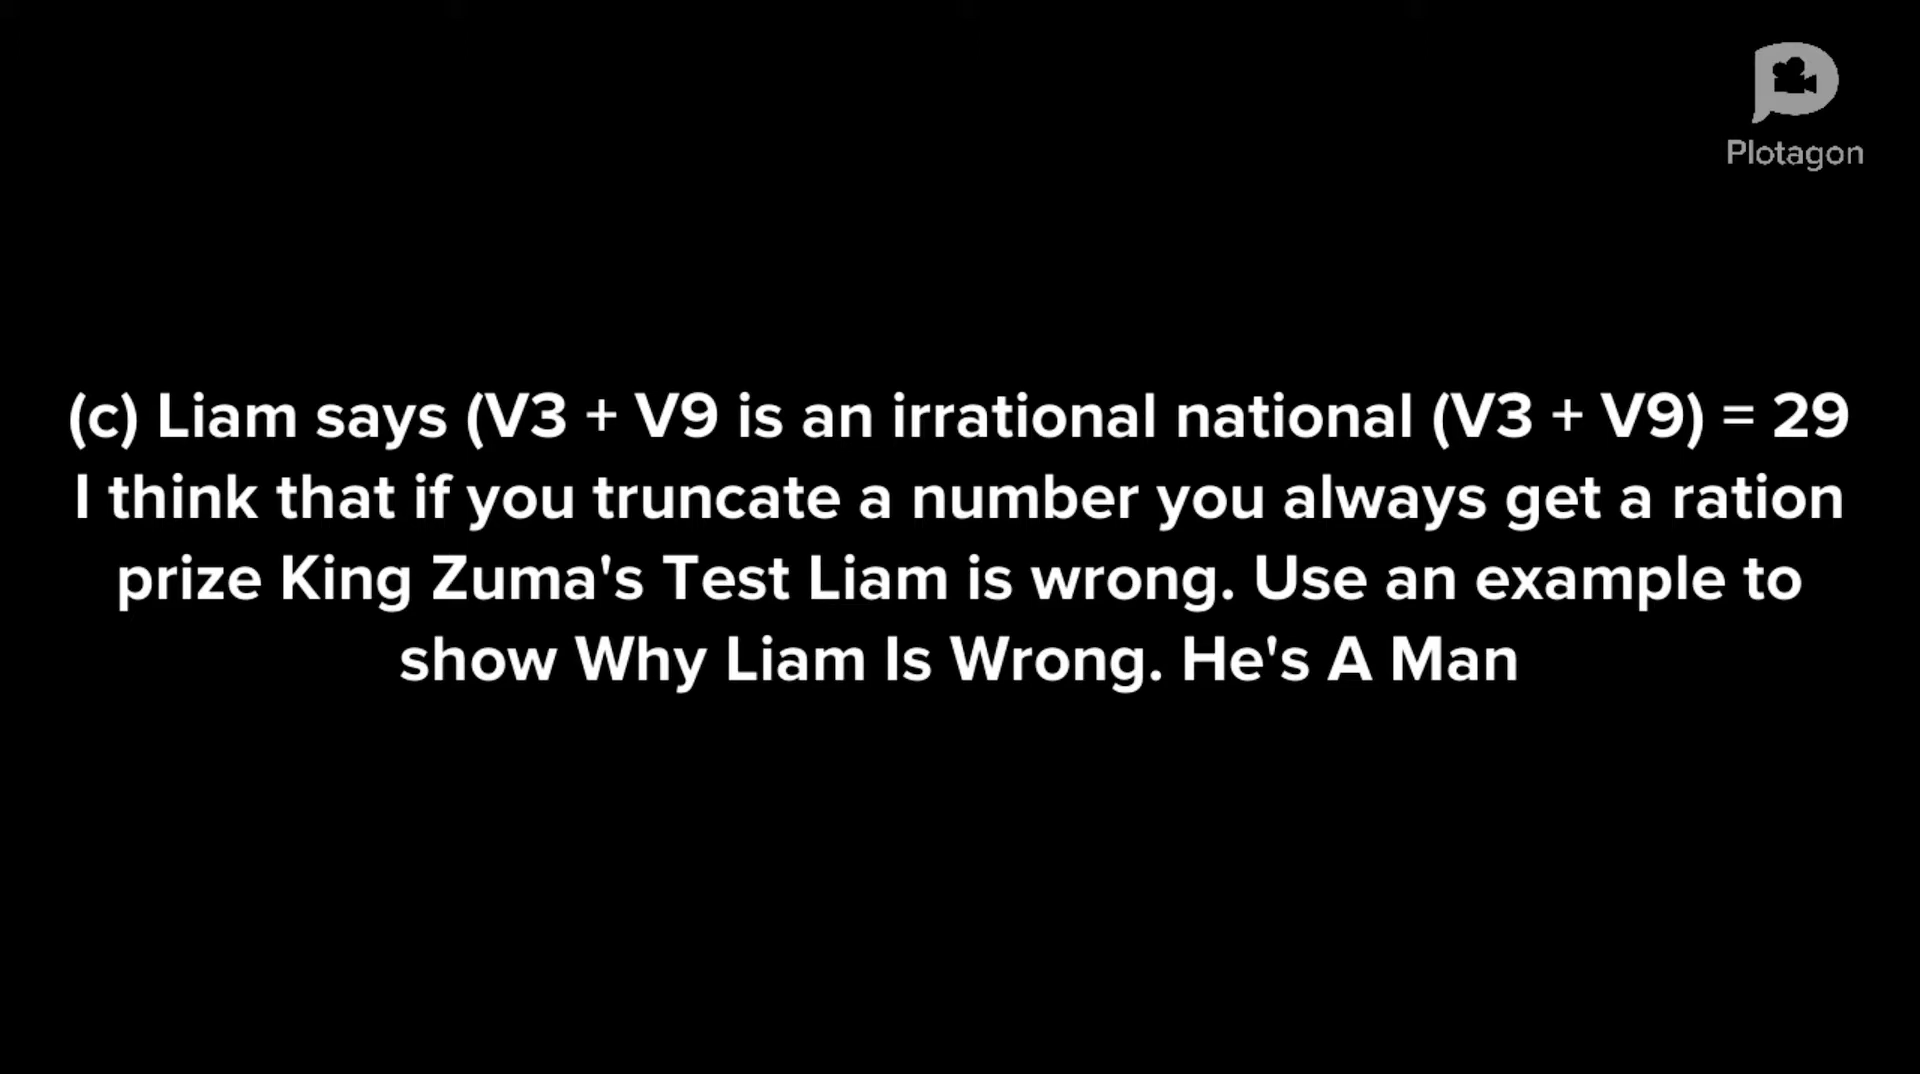 Plotagon
(c) Liam says (V3 + V9 is an irrational national (V3 + V9) = 29
I think that if you truncate a number you always get a ration
prize King Zuma's Test Liam is wrong. Use an example to
show Why Liam Is Wrong. He's A Man